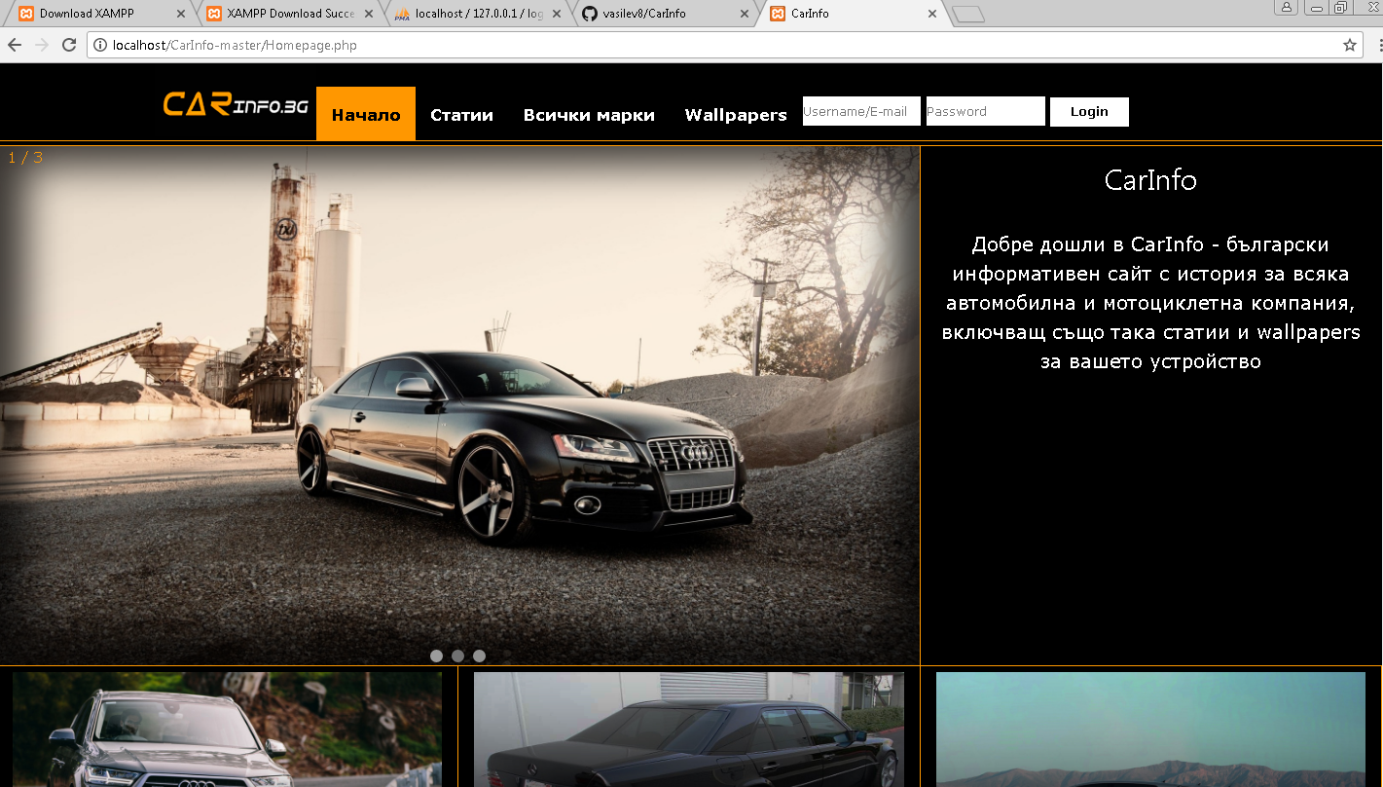 Download XAMPP
XAMPP Download Succe
localhost / 127.0.0.1 / log
vasilev8/CarInfo
CarInfo
localhost/CarInfo-master/Homepage.php
CARINFO.BG
Начало
Статии
Всички марки
Wallpapers
Username/E-mail
Password
Login
1 / 3
CarInfo
Добре дошли в CarInfo - български
информативен сайт с история за всяка
автомобилна и мотоциклетна компания,
включващ също така статии и wallpapers
за вашето устройство